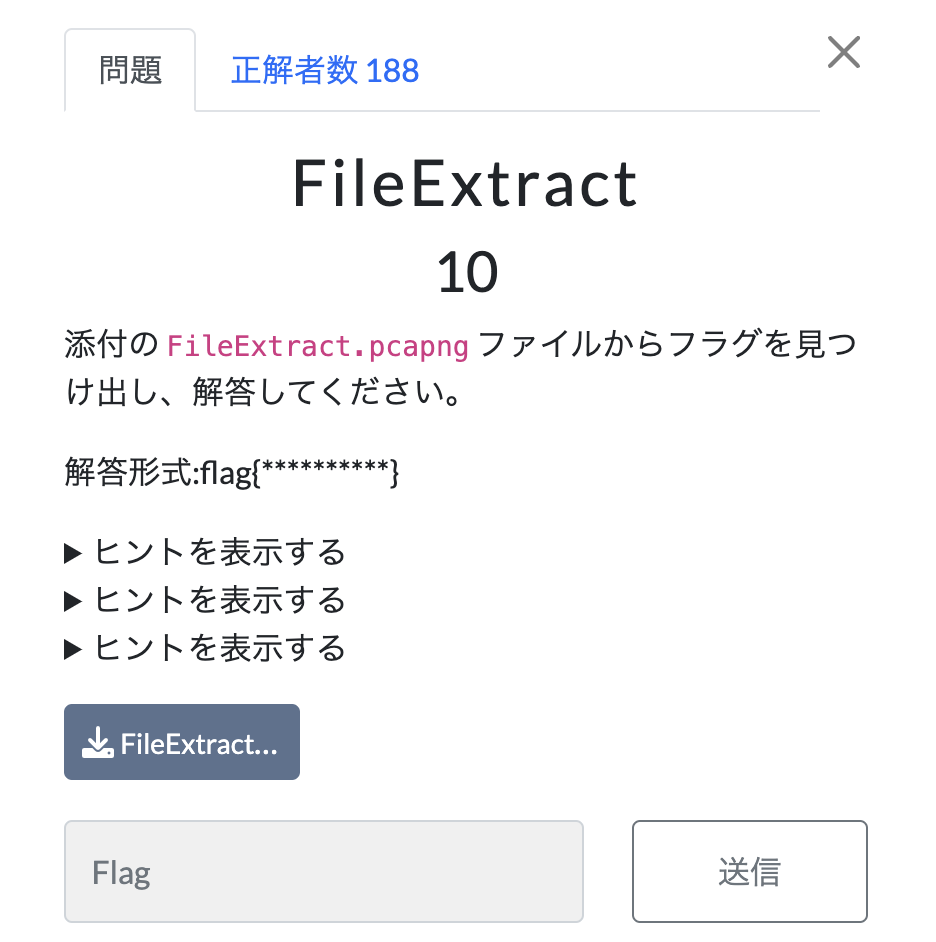 問題
正解者数 188
FileExtract
10
添付の FileExtract.pcapng ファイルからフラグを見つ
け出し、解答してください。
解答形式:flag{**********}
▶ ヒントを表示する
▶ ヒントを表示する
▶ ヒントを表示する
FileExtract...
Flag
送信